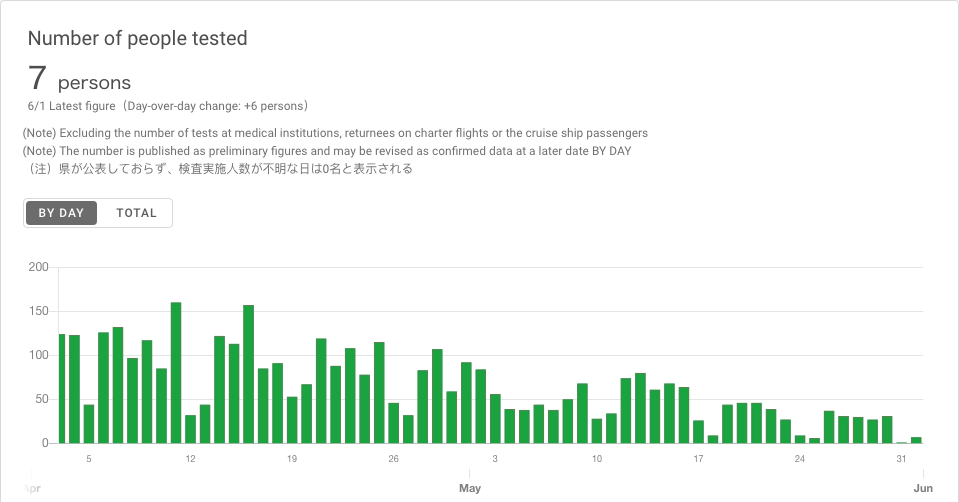 Number of people tested
7 persons
6/1 Latest figure（Day-over-day change: +6 persons）
(Note) Excluding the number of tests at medical institutions, returnees on charter flights or the cruise ship passengers
(Note) The number is published as preliminary figures and may be revised as confirmed data at a later date BY DAY
（注）県が公表しておらず、検査実施人数が不明な日は0名と表示される
BY DAY TOTAL
200
150
100
50
0
5 12 19 26 3 10 17 24 31
Apr May Jun